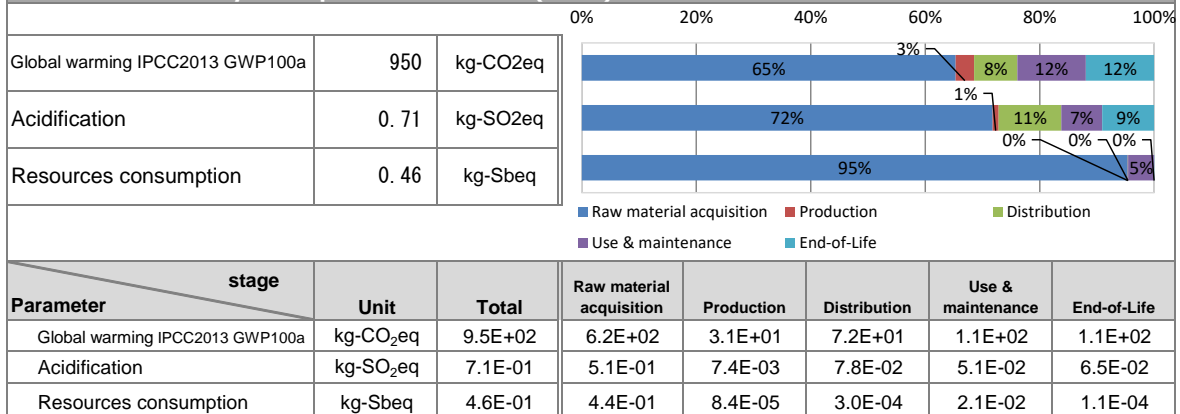 0% 20% 40% 60% 80% 100%
Global warming IPCC2013 GWP100a 950 kg-CO2eq
3%
65% 8% 12% 12%
Acidification 0.71 kg-SO2eq
1%
72% 11% 7% 9%
0% 0% 0%
Resources consumption 0.46 kg-Sbeq
95% 5%
Raw material acquisition Production Distribution
Use & maintenance End-of-Life
stage
Parameter Unit Total Raw material acquisition Production Distribution Use & maintenance End-of-Life
Global warming IPCC2013 GWP100a kg-CO₂eq 9.5E+02 6.2E+02 3.1E+01 7.2E+01 1.1E+02 1.1E+02
Acidification kg-SO₂eq 7.1E-01 5.1E-01 7.4E-03 7.8E-02 5.1E-02 6.5E-02
Resources consumption kg-Sbeq 4.6E-01 4.4E-01 8.4E-05 3.0E-04 2.1E-02 1.1E-04